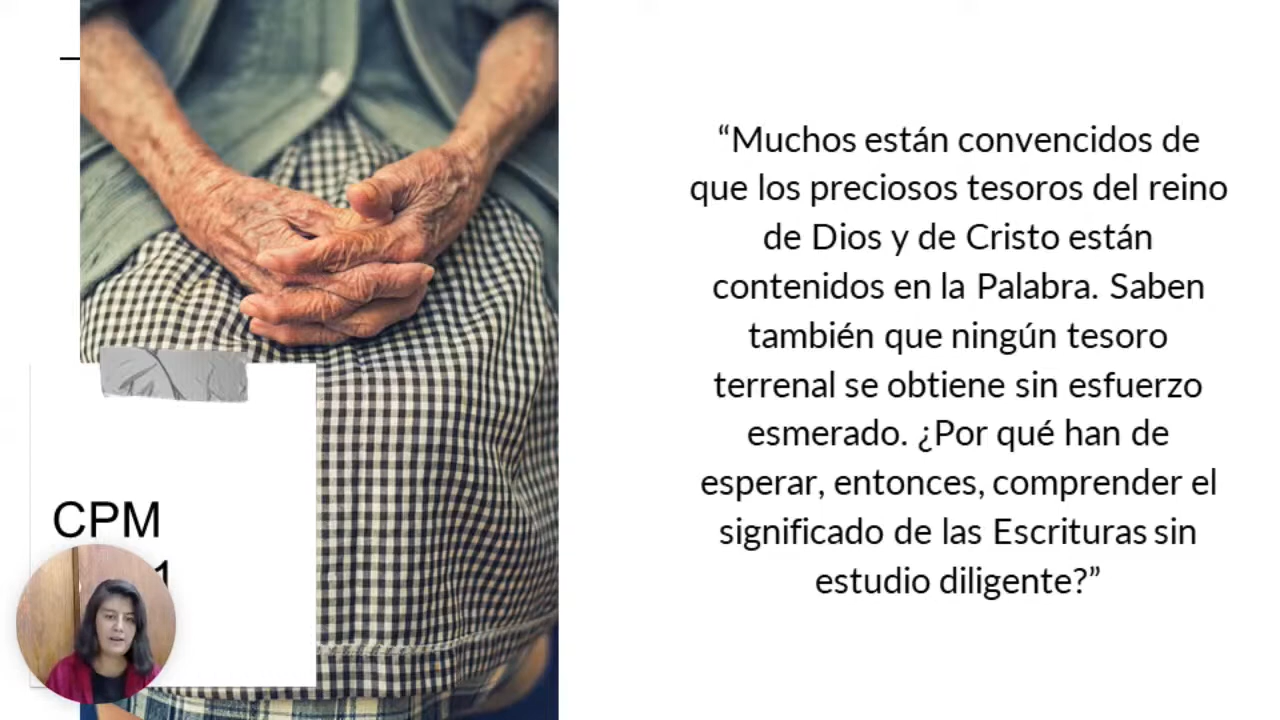 “Muchos están convencidos de
que los preciosos tesoros del reino
de Dios y de Cristo están
contenidos en la Palabra. Saben
también que ningún tesoro
terrenal se obtiene sin esfuerzo
esmerado. ¿Por qué han de
esperar, entonces, comprender el
significado de las Escrituras sin
estudio diligente?”
CPM